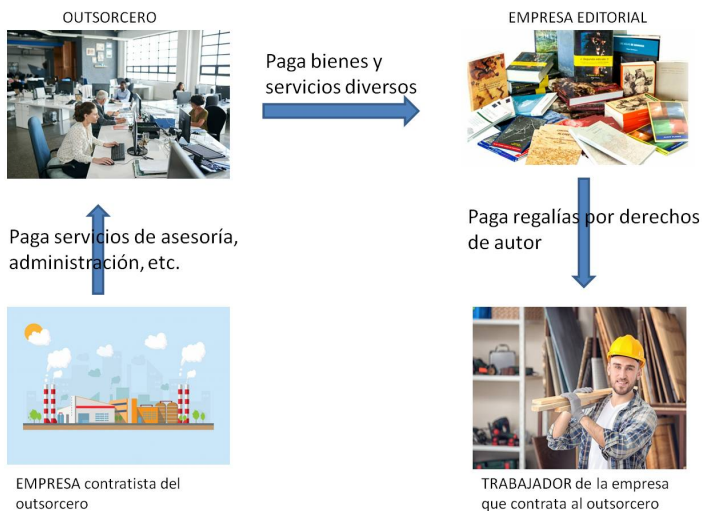 OUTSORCERO
EMPRESA EDITORIAL
Paga bienes y
servicios diversos
Paga servicios de asesoría,
administración, etc.
Paga regalías por derechos
de autor
EMPRESA contratista del
outsorcero
TRABAJADOR de la empresa
que contrata al outsorcero